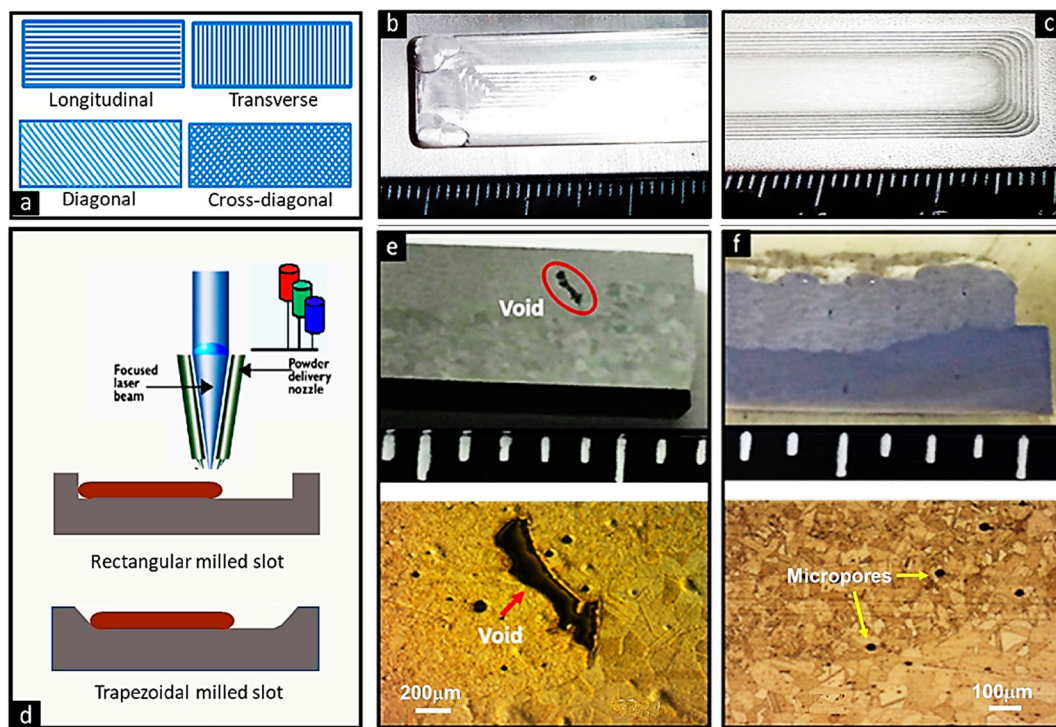 a
Longitudinal
Transverse
Diagonal
Cross-diagonal
b
c
d
Focused
laser
beam
Powder
delivery
nozzle
Rectangular milled slot
Trapezoidal milled slot
e
Void
Void
200μm
f
Micropores
100μm